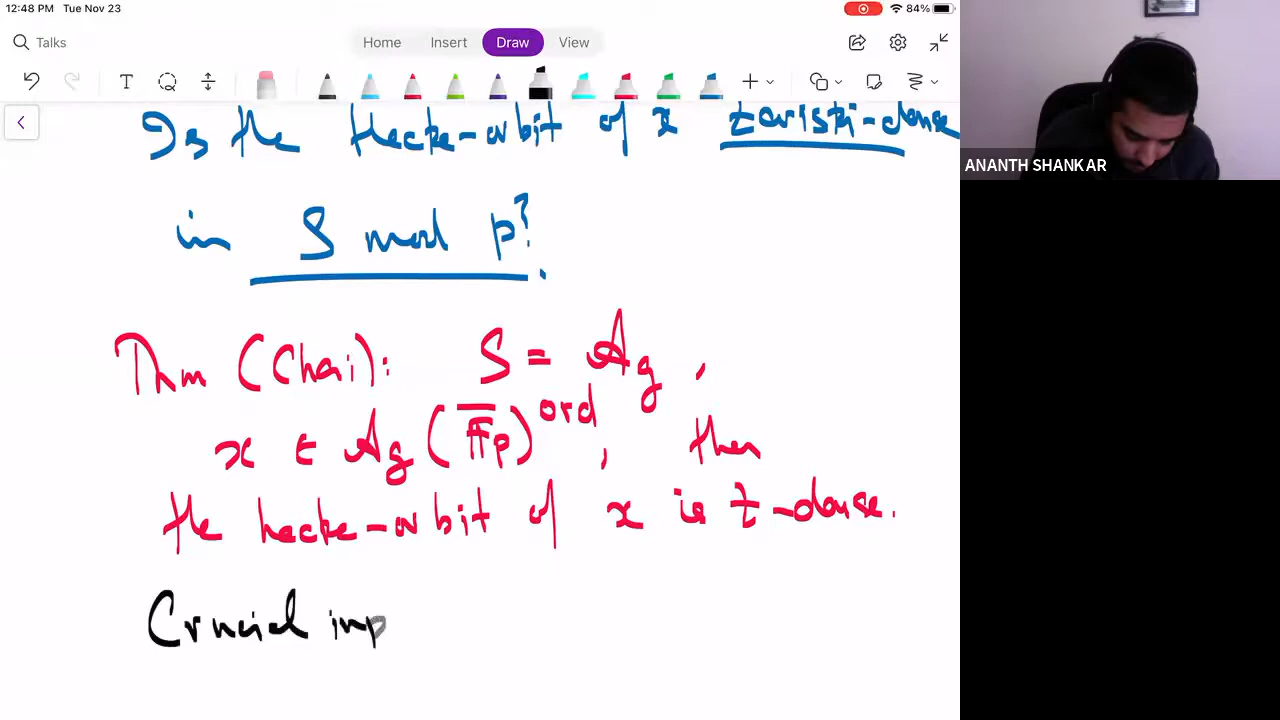 12:48 PM Tue Nov 23
84%
Talks
Home Insert Draw View
T
Is the Hecke-orbit of x Zariski-dense
in S mod p?
ANANTH SHANKAR
Thm (Chai): S = Ag,
x ∈ Ag(F̅p)^ord, then
the hecke-orbit of x is Z-dense.
Crucial inp